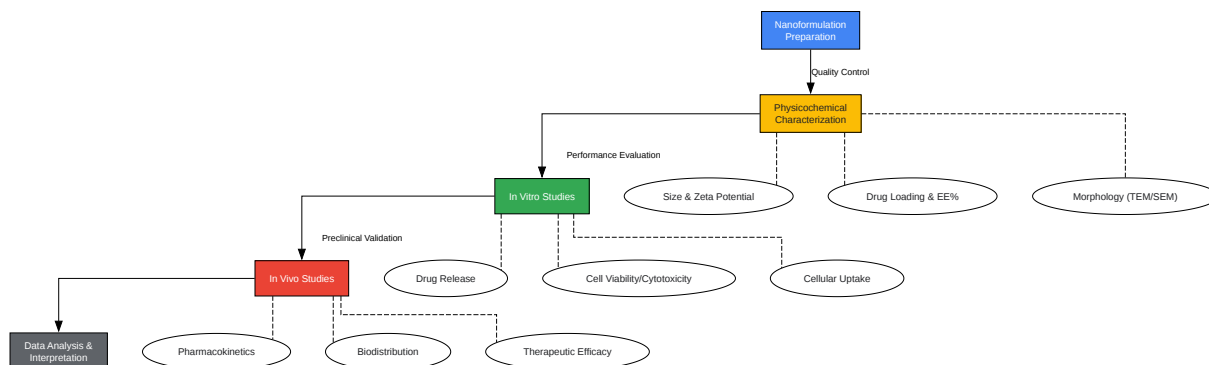 Nanoformulation
Preparation
Quality Control
Physicochemical
Characterization
Performance Evaluation
In Vitro Studies
Size & Zeta Potential
Drug Loading & EE%
Morphology (TEM/SEM)
Preclinical Validation
In Vivo Studies
Drug Release
Cell Viability/Cytotoxicity
Cellular Uptake
Data Analysis &
Interpretation
Pharmacokinetics
Biodistribution
Therapeutic Efficacy